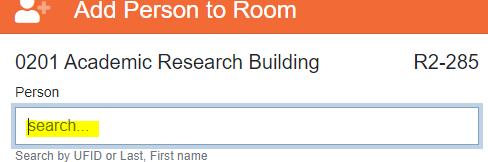 Add Person to Room
0201 Academic Research Building R2-285
Person
search...
Search by UFID or Last, First name